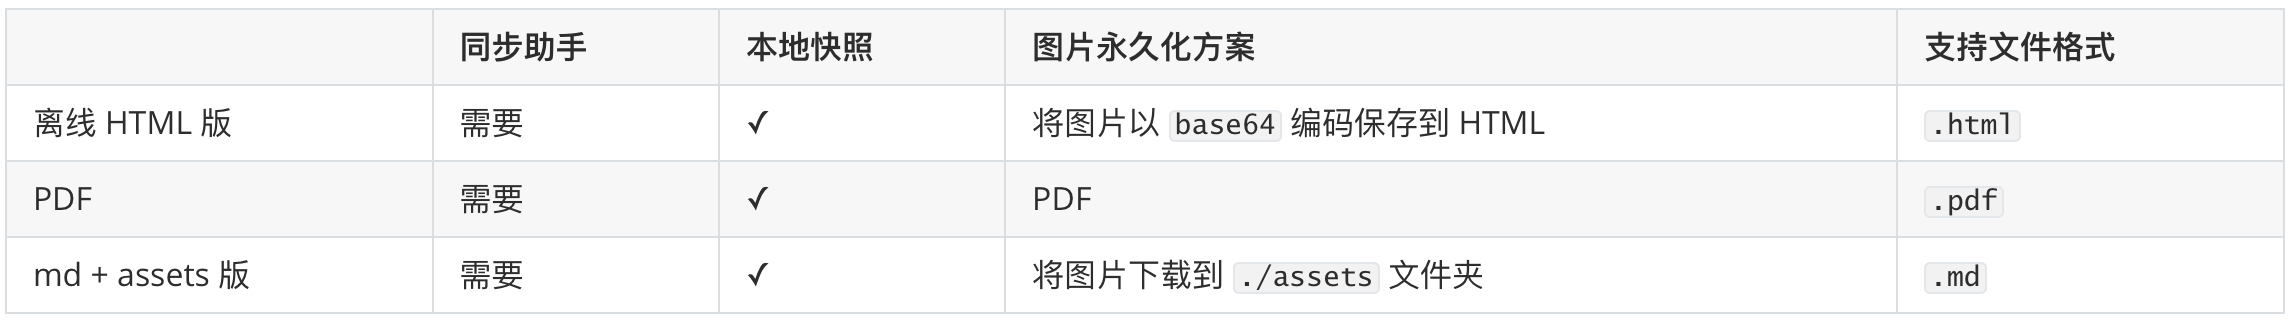 同步助手 本地快照 图片永久化方案 支持文件格式
离线 HTML 版 需要 ✓ 将图片以 base64 编码保存到 HTML .html
PDF 需要 ✓ PDF .pdf
md + assets 版 需要 ✓ 将图片下载到 ./assets 文件夹 .md